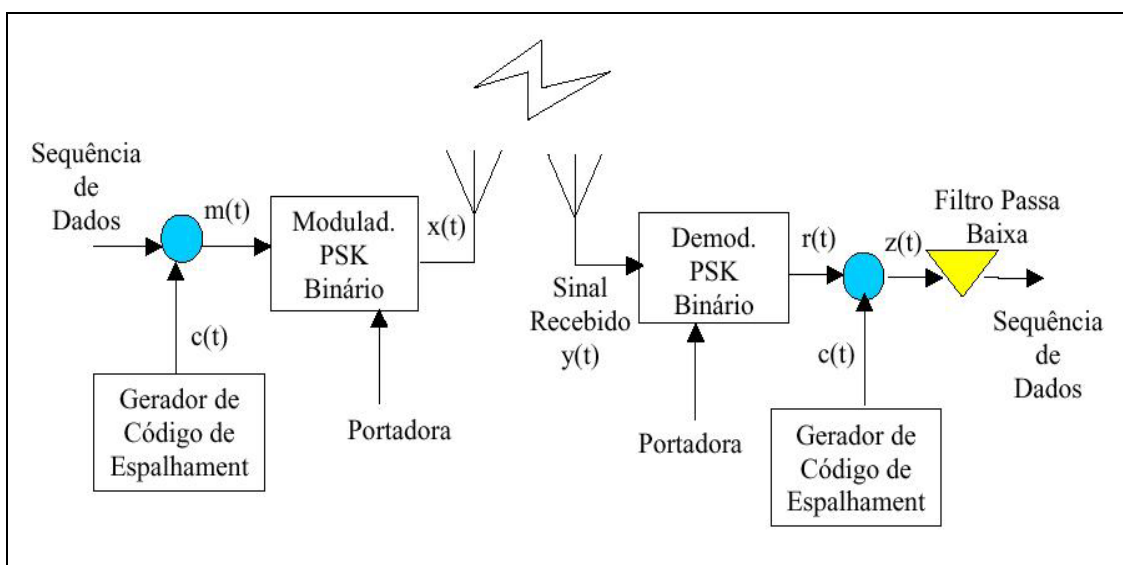 Sequência
de
Dados
m(t)
c(t)
Gerador de
Código de
Espalhament
Modulad.
PSK
Binário
x(t)
Portadora
Sinal
Recebido
y(t)
Demod.
PSK
Binário
r(t)
Portadora
z(t)
c(t)
Gerador de
Código de
Espalhament
Filtro Passa
Baixa
Sequência
de
Dados